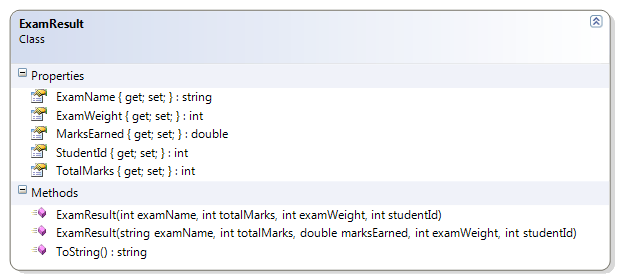 ExamResult
Class
Properties
ExamName { get; set; } : string
ExamWeight { get; set; } : int
MarksEarned { get; set; } : double
StudentId { get; set; } : int
TotalMarks { get; set; } : int
Methods
ExamResult(int examName, int totalMarks, int examWeight, int studentId)
ExamResult(string examName, int totalMarks, double marksEarned, int examWeight, int studentId)
ToString() : string